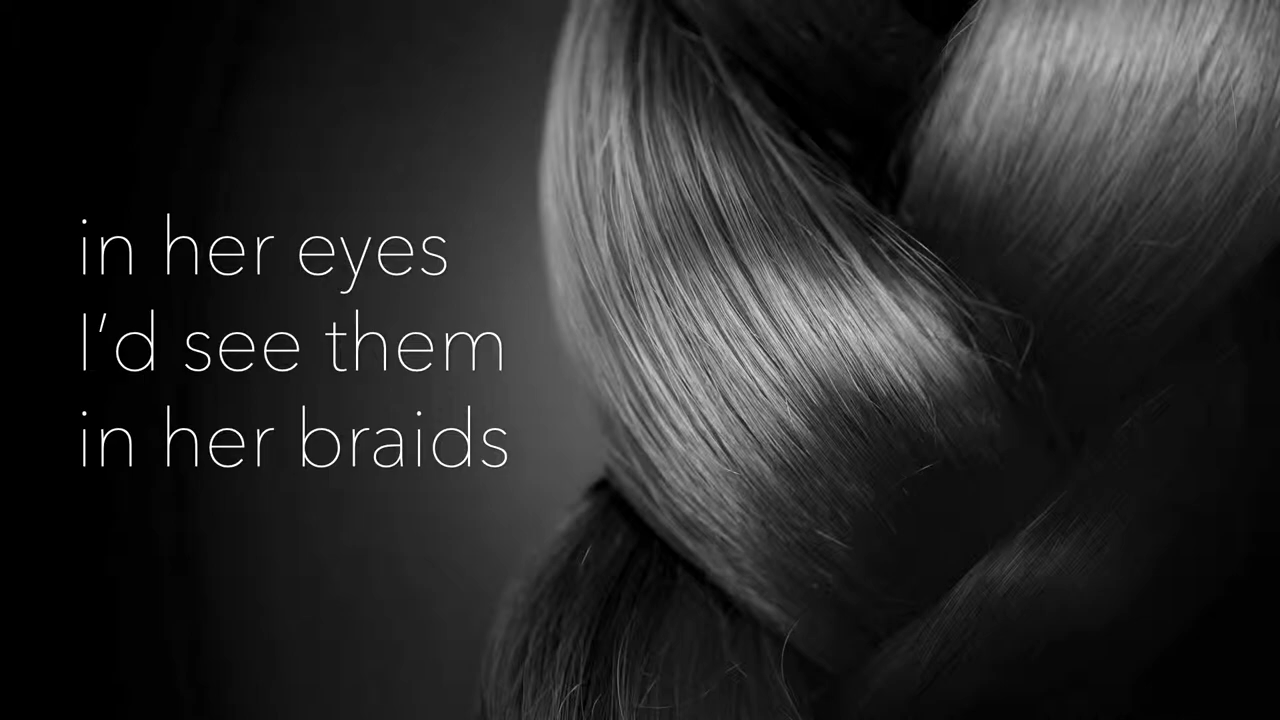 in her eyes
I’d see them
in her braids